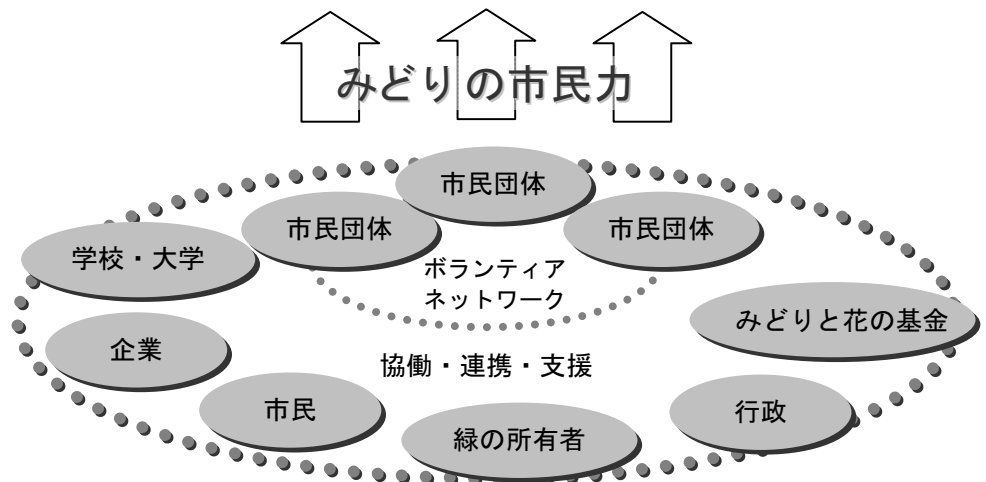 みどりの市民力
市民団体
市民団体
市民団体
学校・大学
ボランティア
ネットワーク
みどりと花の基金
企業
協働・連携・支援
市民
行政
緑の所有者